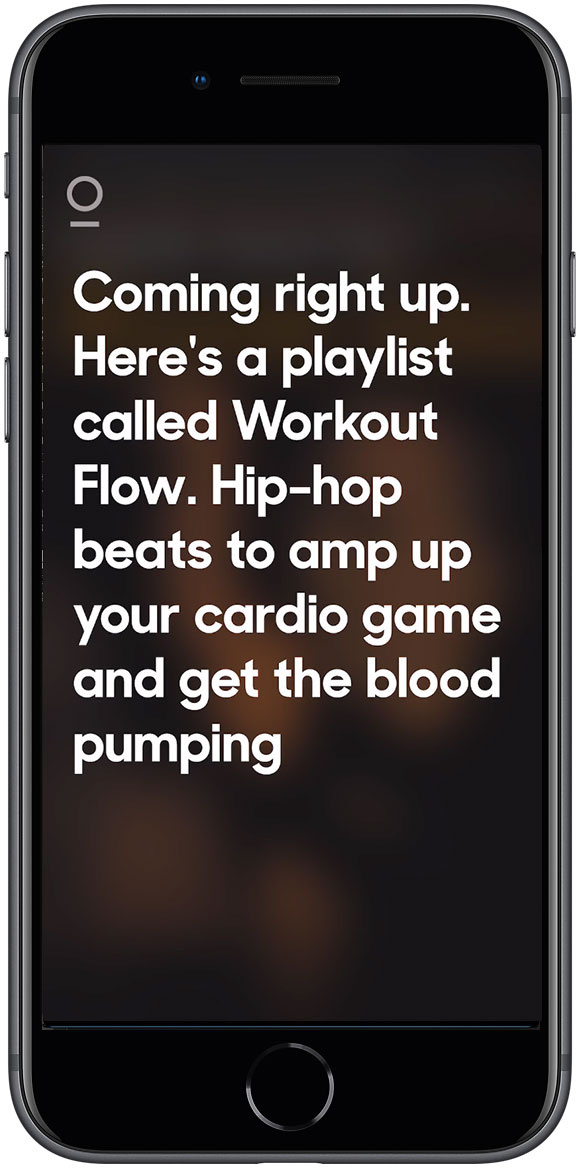 Coming right up.
Here's a playlist
called Workout
Flow. Hip-hop
beats to amp up
your cardio game
and get the blood
pumping